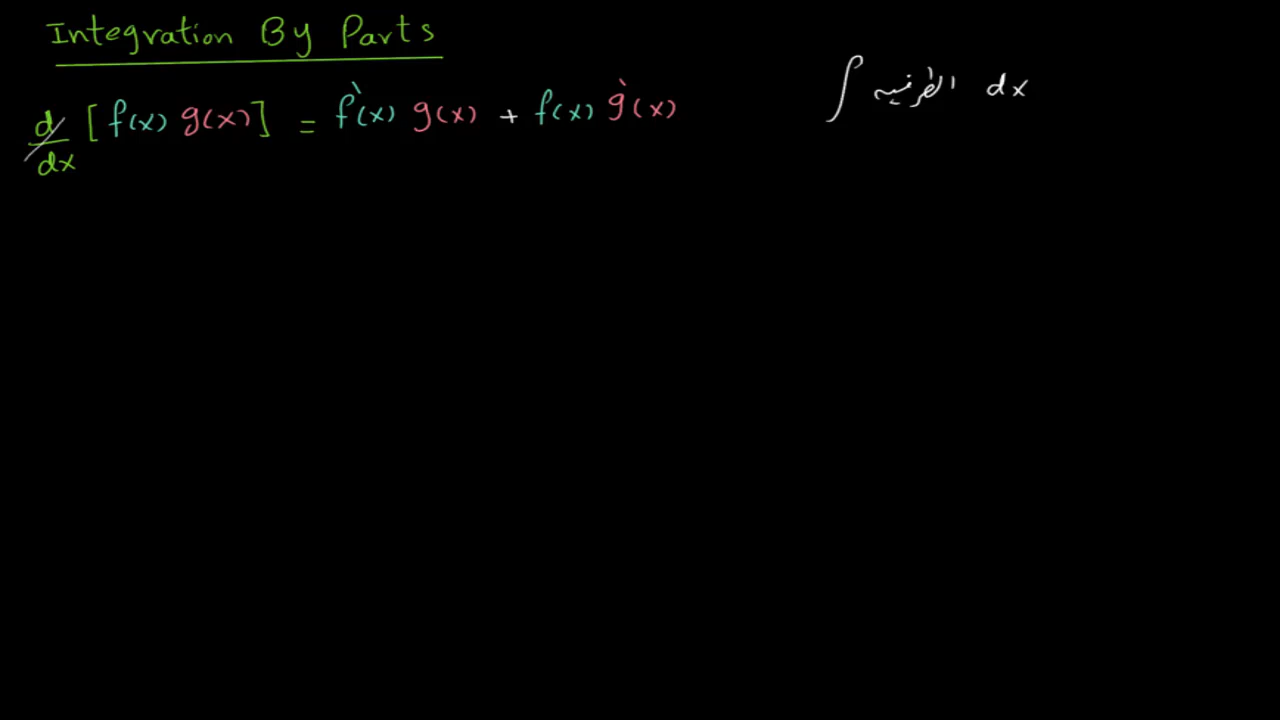 Integration By Parts
d/dx [f(x) g(x)] = f`(x) g(x) + f(x) g`(x)
∫ الطرفين dx